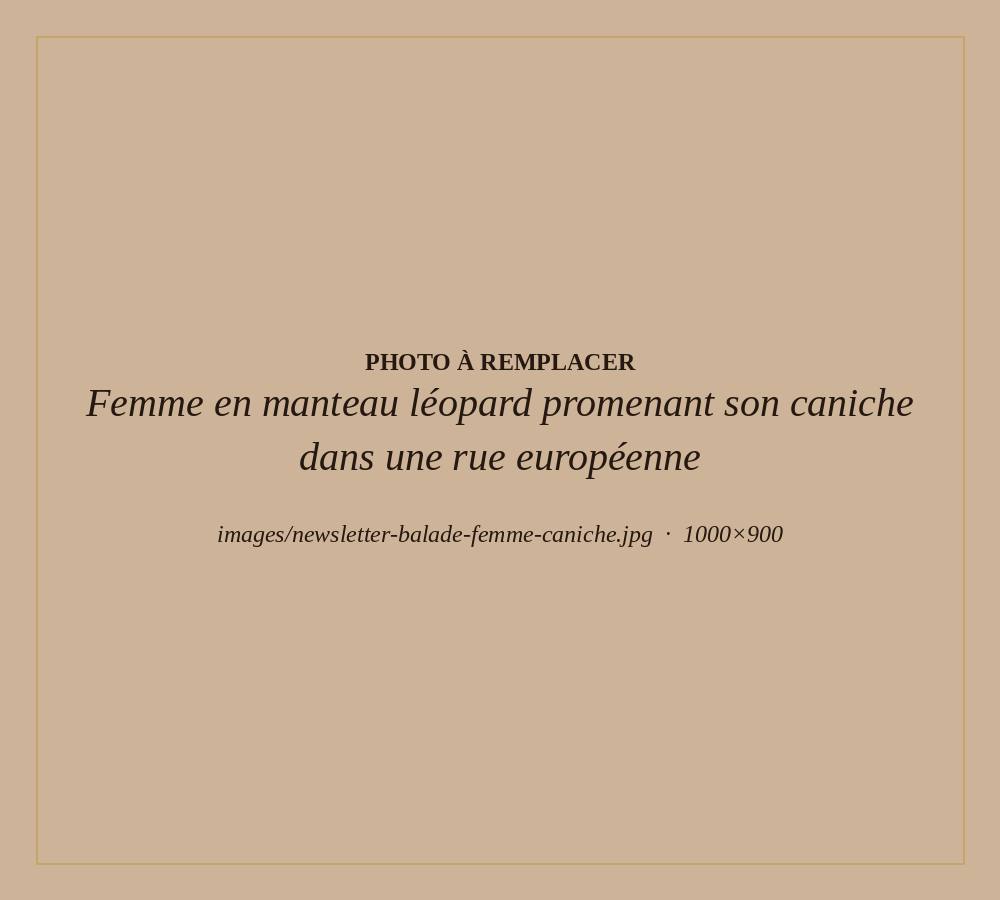 PHOTO À REMPLACER
Femme en manteau léopard promenant son caniche
dans une rue européenne
images/newsletter-balade-femme-caniche.jpg · 1000×900